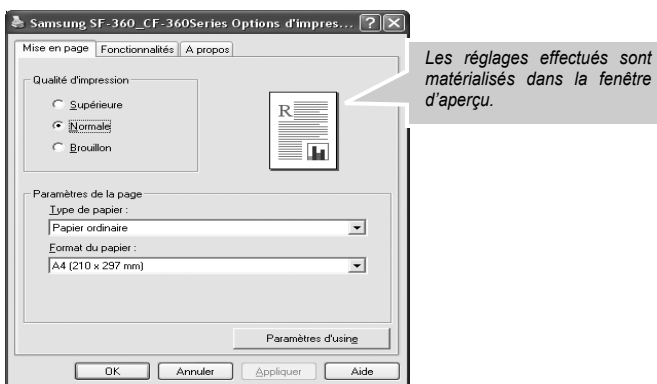 Samsung SF-360_CF-360Series Options d'impres...
Mise en page Fonctionnalités A propos
Qualité d'impression
Supérieure
Normale
Brouillon
R
Paramètres de la page
Type de papier :
Papier ordinaire
Format du papier :
A4 (210 x 297 mm)
Paramètres d'usine
OK Annuler Appliquer Aide
Les réglages effectués sont
matérialisés dans la fenêtre
d'aperçu.